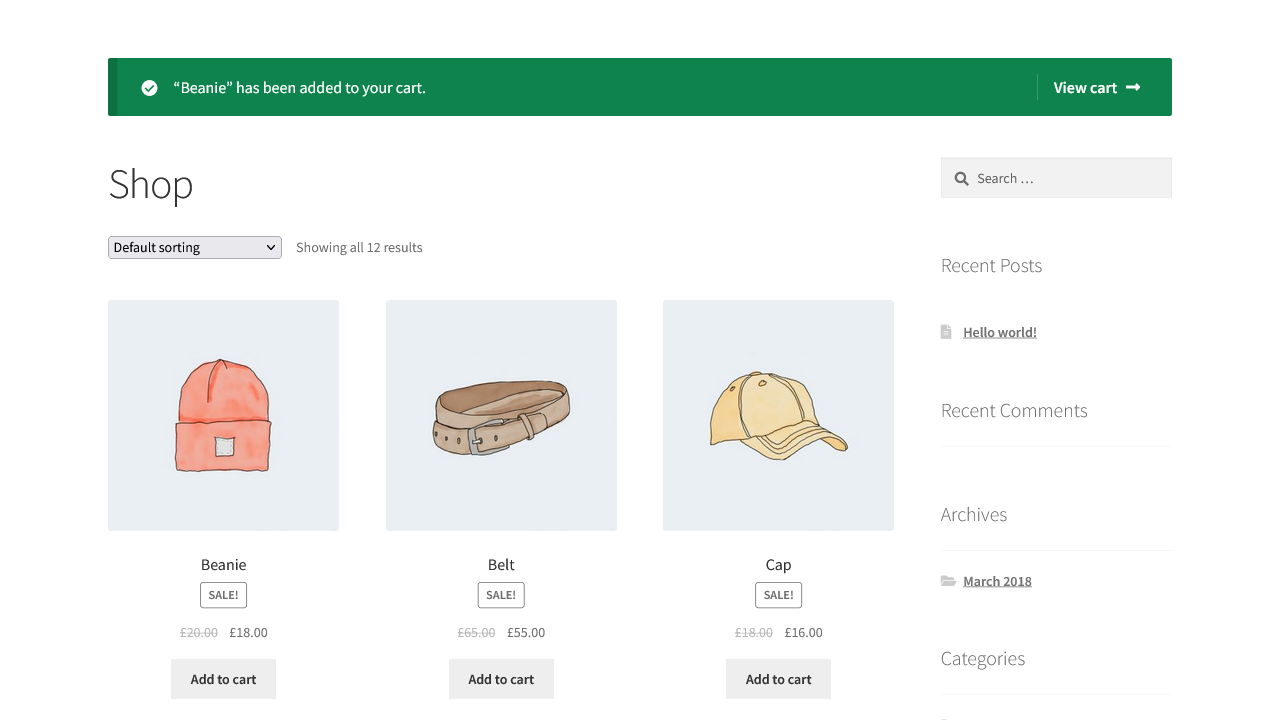 “Beanie” has been added to your cart.
View cart
Shop
Default sorting
Showing all 12 results
Beanie
SALE!
£20.00 £18.00
Add to cart
Belt
SALE!
£65.00 £55.00
Add to cart
Cap
SALE!
£18.00 £16.00
Add to cart
Search …
Recent Posts
Hello world!
Recent Comments
Archives
March 2018
Categories